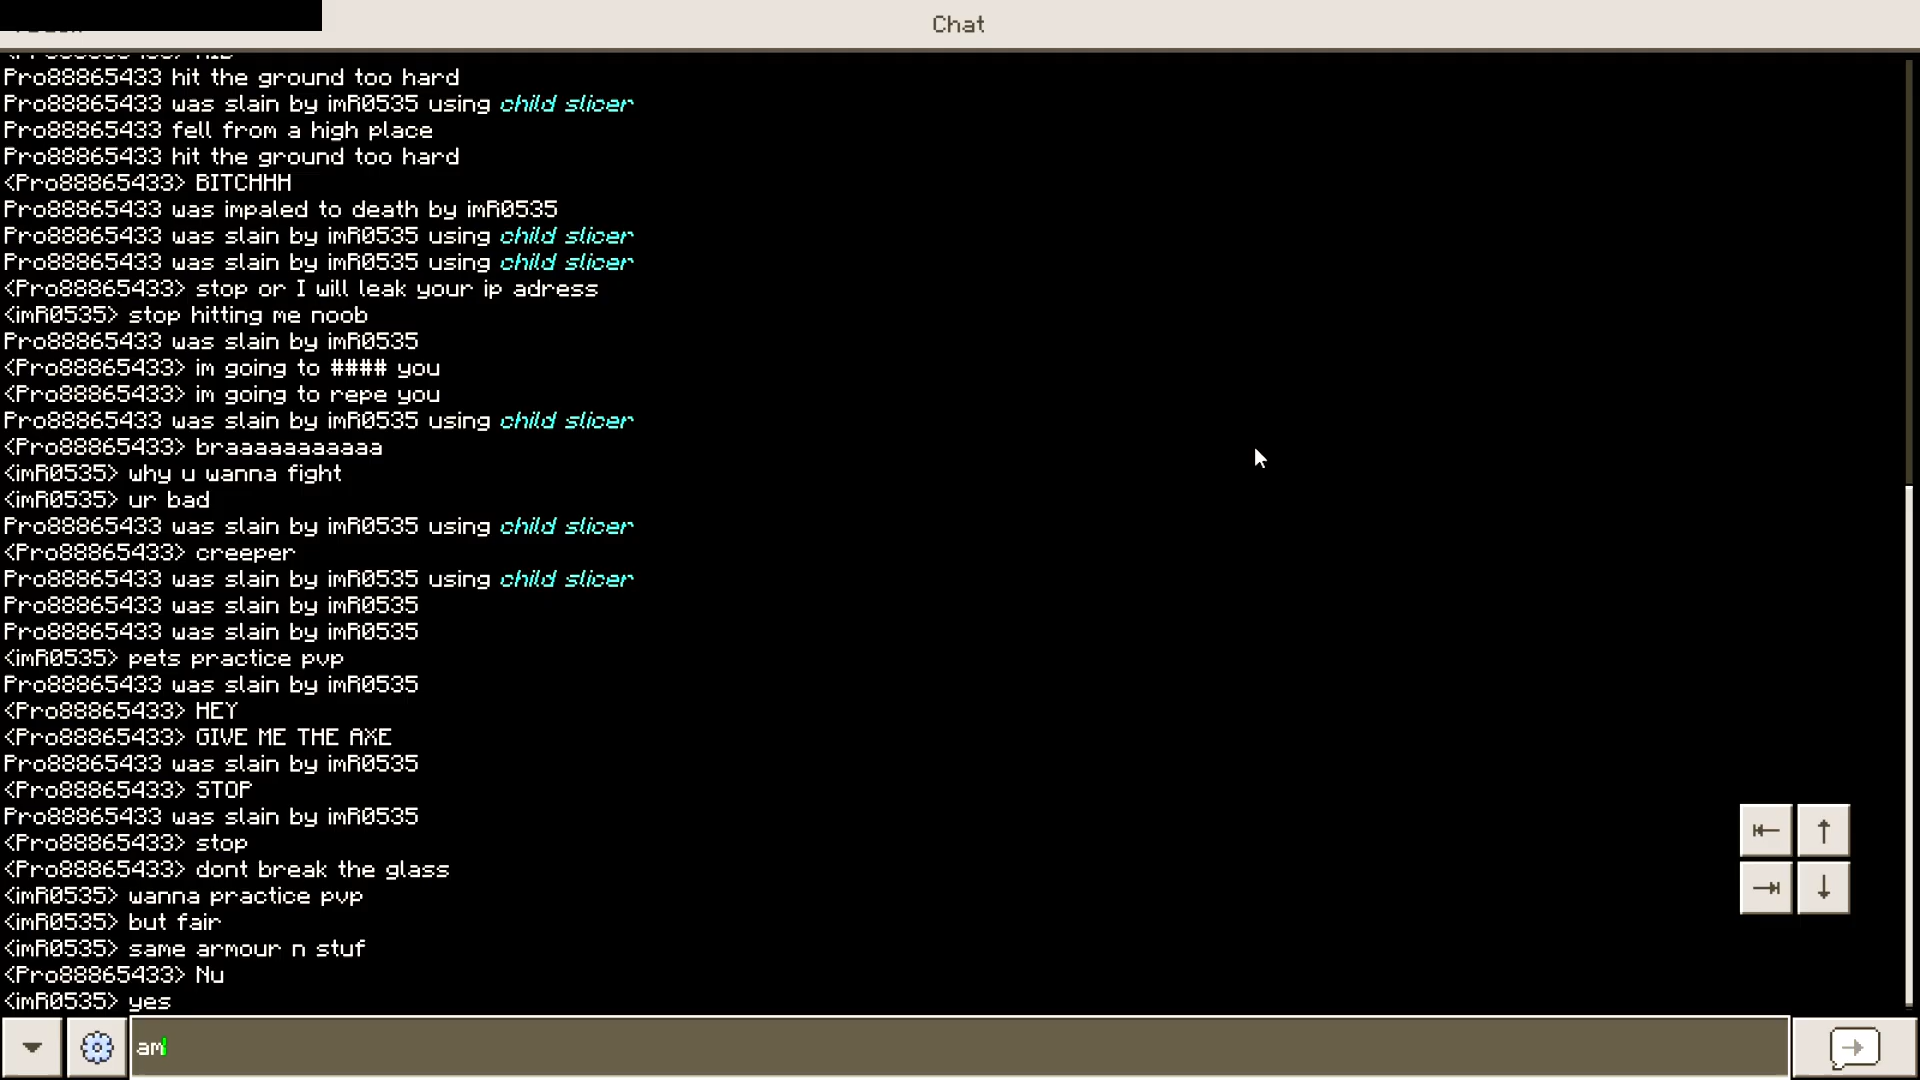 Chat
Pro88865433 hit the ground too hard
Pro88865433 was slain by imR0535 using child slicer
Pro88865433 fell from a high place
Pro88865433 hit the ground too hard
<Pro88865433> BITCHHH
Pro88865433 was impaled to death by imR0535
Pro88865433 was slain by imR0535 using child slicer
Pro88865433 was slain by imR0535 using child slicer
<Pro88865433> stop or I will leak your ip adress
<imR0535> stop hitting me noob
Pro88865433 was slain by imR0535
<Pro88865433> im going to #### you
<Pro88865433> im going to repe you
Pro88865433 was slain by imR0535 using child slicer
<Pro88865433> braaaaaaaaaaa
<imR0535> why u wanna fight
<imR0535> ur bad
Pro88865433 was slain by imR0535 using child slicer
<Pro88865433> creeper
Pro88865433 was slain by imR0535 using child slicer
Pro88865433 was slain by imR0535
Pro88865433 was slain by imR0535
<imR0535> pets practice pvp
Pro88865433 was slain by imR0535
<Pro88865433> HEY
<Pro88865433> GIVE ME THE AXE
Pro88865433 was slain by imR0535
<Pro88865433> STOP
Pro88865433 was slain by imR0535
<Pro88865433> stop
<Pro88865433> dont break the glass
<imR0535> wanna practice pvp
<imR0535> but fair
<imR0535> same armour n stuf
<Pro88865433> Nu
<imR0535> yes
am